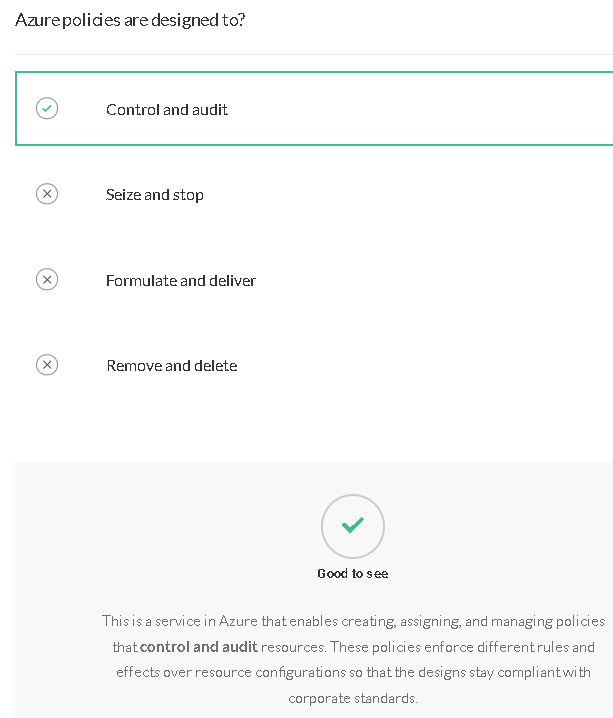 Azure policies are designed to?
Control and audit
Seize and stop
Formulate and deliver
Remove and delete
Good to see
This is a service in Azure that enables creating, assigning, and managing policies
that control and audit resources. These policies enforce different rules and
effects over resource configurations so that the designs stay compliant with
corporate standards.